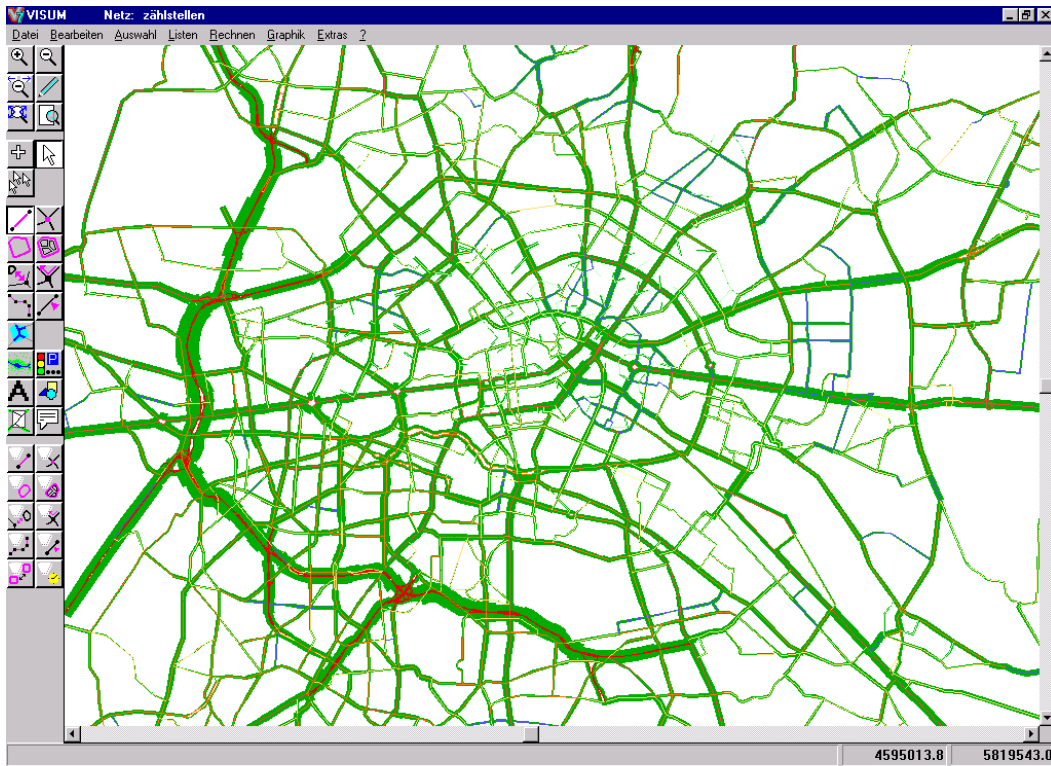 VISUM Netz: zählstellen
Datei Bearbeiten Auswahl Listen Rechnen Graphik Extras ?
4595013.8 5819543.0